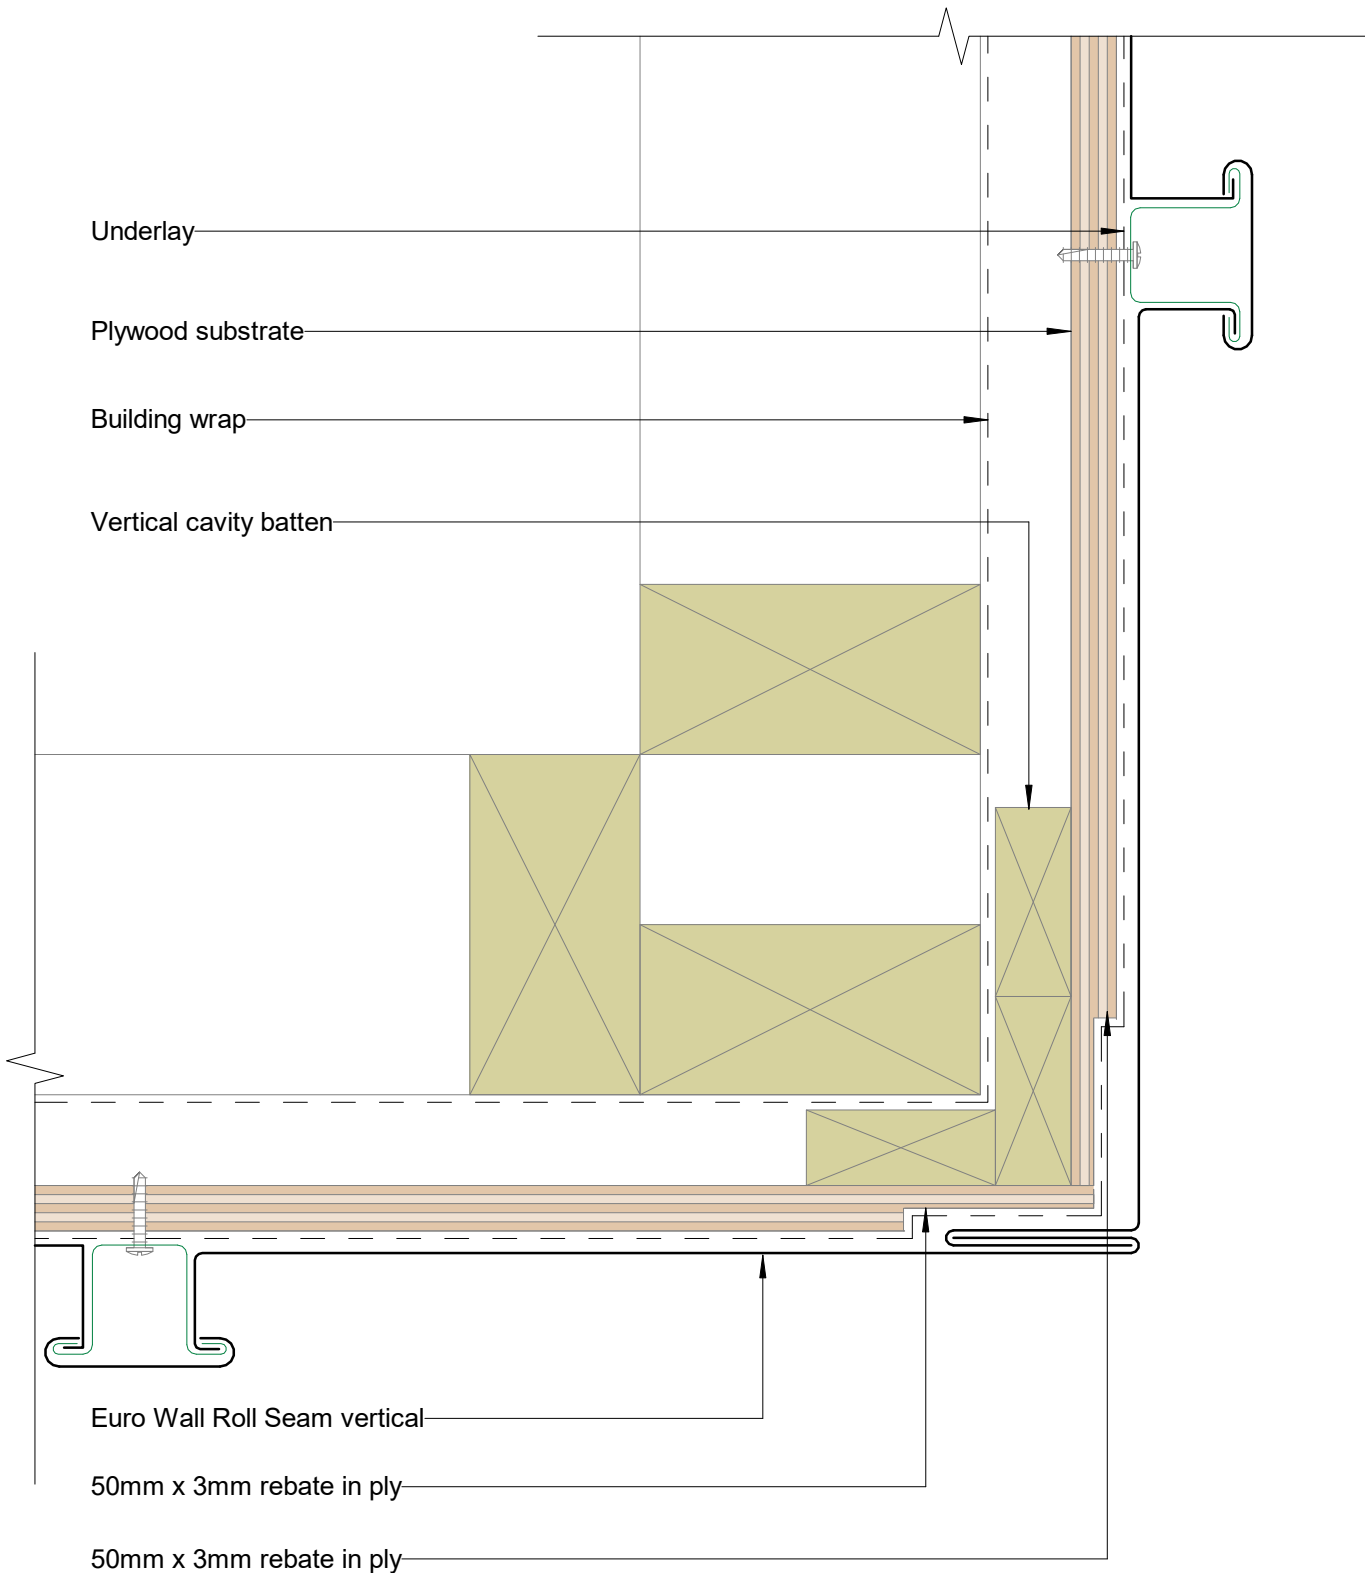 Underlay
Plywood substrate
Building wrap
Vertical cavity batten
Euro Wall Roll Seam vertical
50mm x 3mm rebate in ply
50mm x 3mm rebate in ply